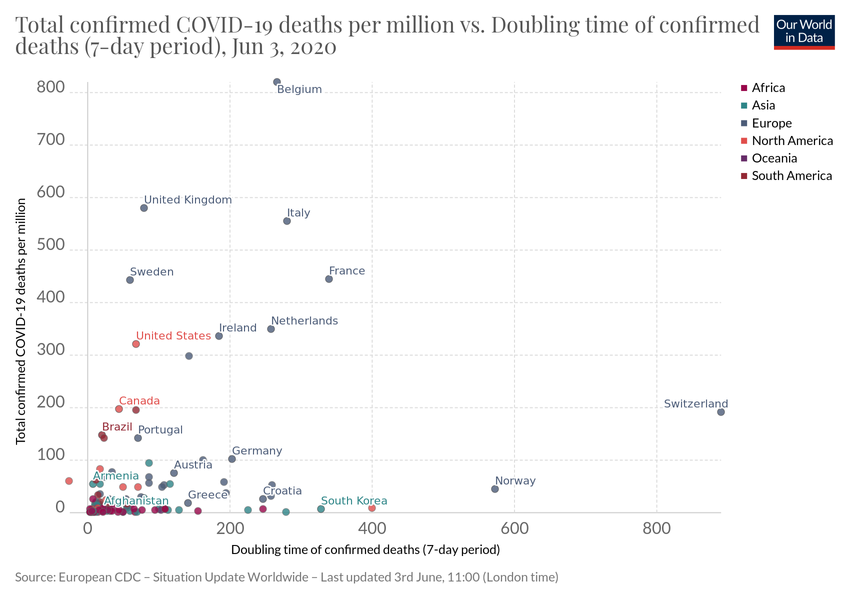 Total confirmed COVID-19 deaths per million vs. Doubling time of confirmed
deaths (7-day period), Jun 3, 2020
Our World
in Data
Africa
Asia
Europe
North America
Oceania
South America
Total confirmed COVID-19 deaths per million
800
700
600
500
400
300
200
100
0
Belgium
United Kingdom
Italy
Sweden
France
Netherlands
Ireland
United States
Canada
Switzerland
Brazil
Portugal
Germany
Austria
Armenia
Norway
Croatia
Greece
Afghanistan
South Korea
0
200
400
600
800
Doubling time of confirmed deaths (7-day period)
Source: European CDC – Situation Update Worldwide – Last updated 3rd June, 11:00 (London time)